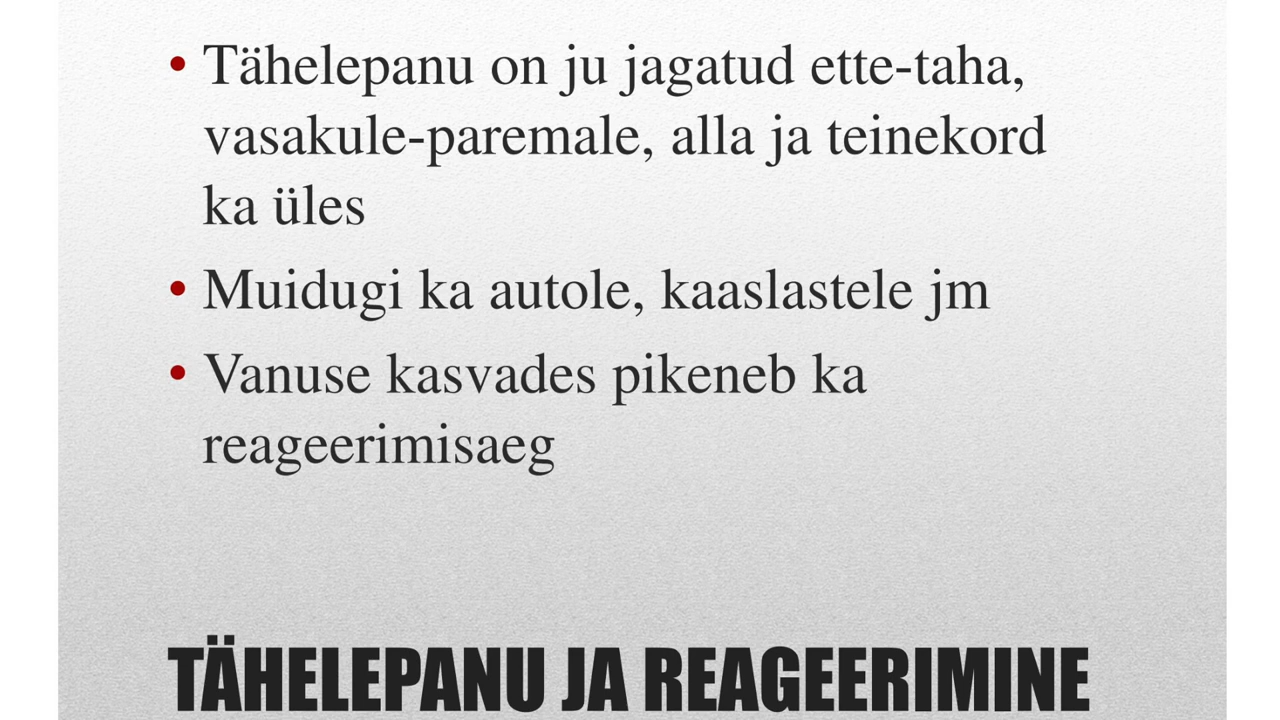 • Tähelepanu on ju jagatud ette-taha,
vasakule-paremale, alla ja teinekord
ka üles
• Muidugi ka autole, kaaslastele jm
• Vanuse kasvades pikeneb ka
reageerimisaeg
TÄHELEPANU JA REAGEERIMINE